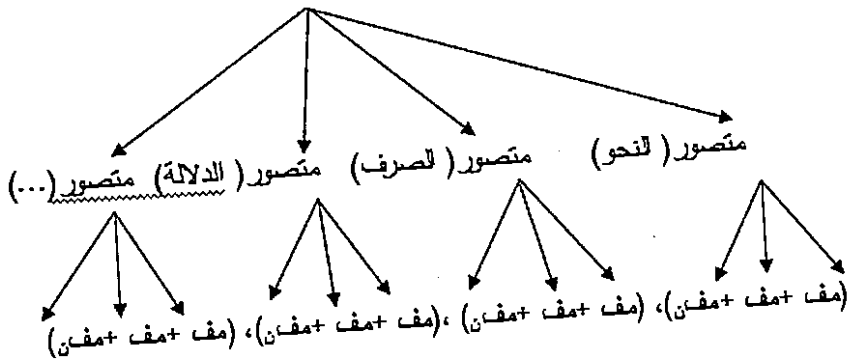 متصور( النحو) متصور( الصرف) متصور( الدلالة) متصور(...)
(مف +مف +مفن)، (مف +مف +مفن)، (مف +مف +مفن)، (مف +مف +مفن)